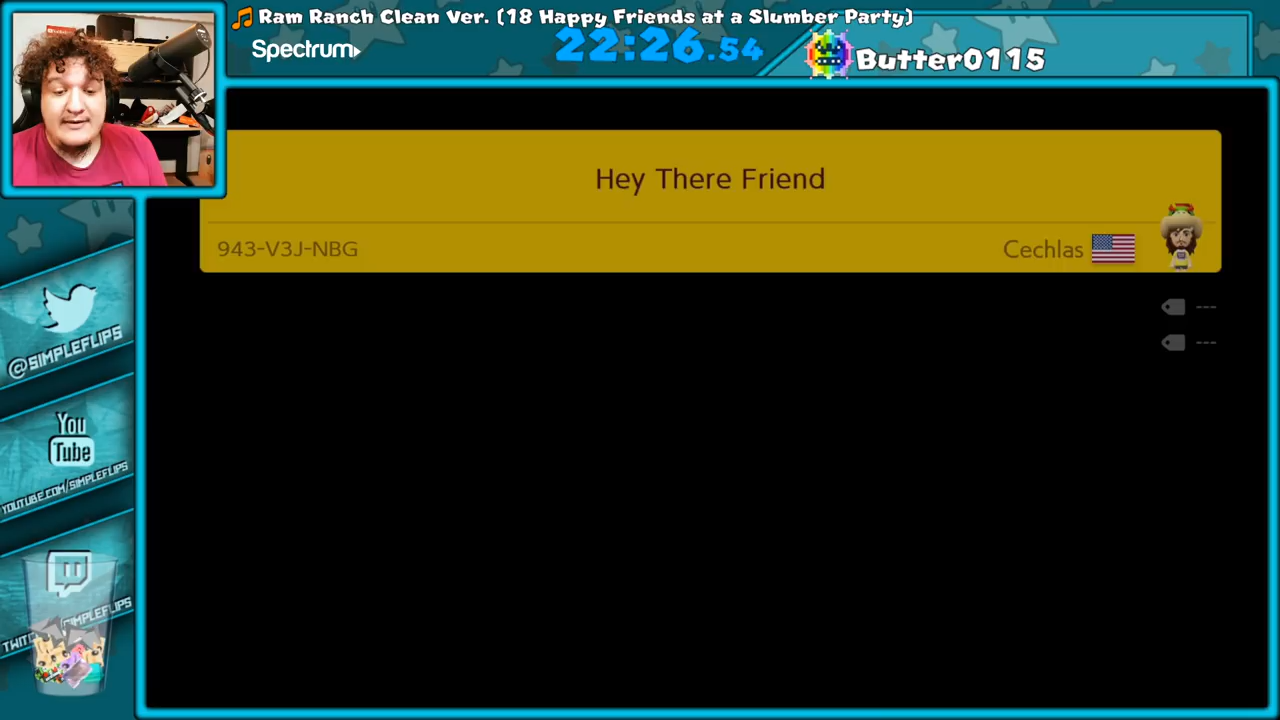 Ram Ranch Clean Ver. (18 Happy Friends at a Slumber Party)
Spectrum
22:26.54
Butter0115
Hey There Friend
943-V3J-NBG
Cechlas
---
---
@SIMPLEFLIPS
You
Tube
YOUTUBE.COM/SIMPLEFLIPS
TWIT /SIMPLEFLIPS